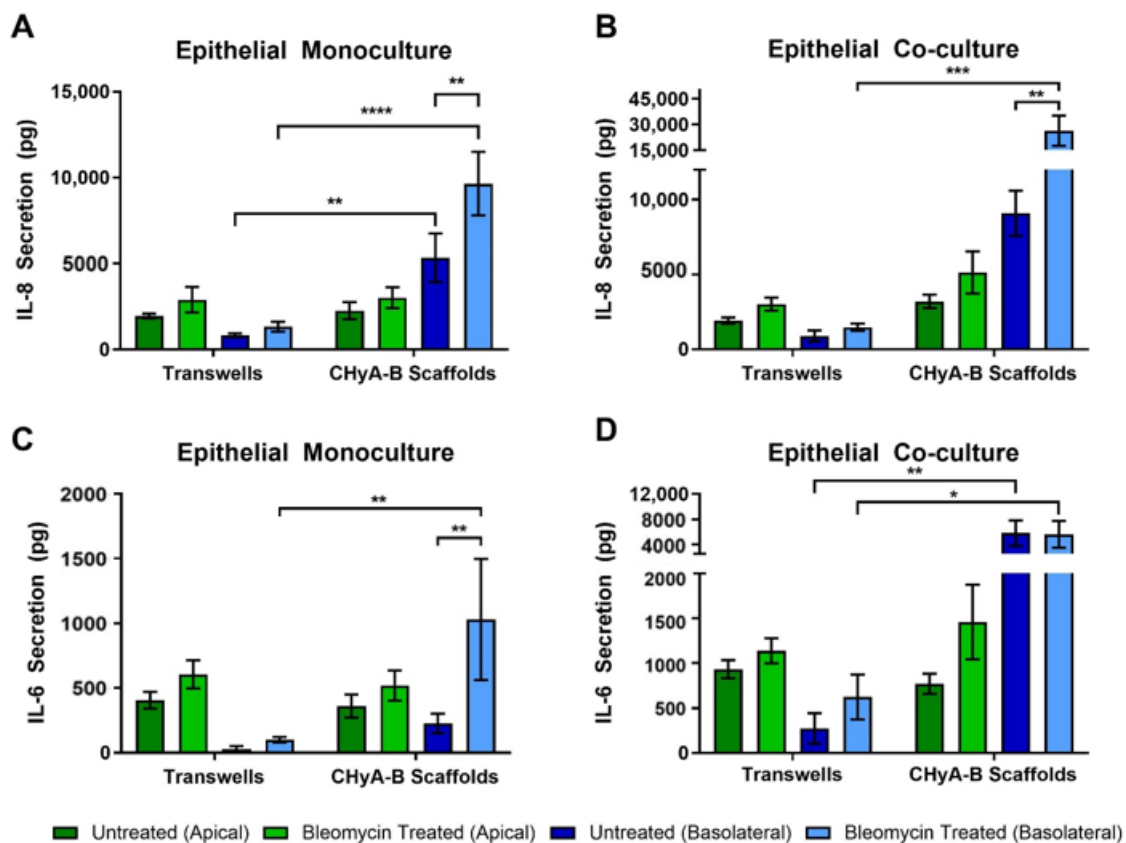 A
Epithelial Monoculture
IL-8 Secretion (pg)
15,000
10,000
5000
0
**
****
**
Transwells
CHyA-B Scaffolds
B
Epithelial Co-culture
IL-8 Secretion (pg)
45,000
30,000
15,000
10,000
5000
0
***
**
Transwells
CHyA-B Scaffolds
C
Epithelial Monoculture
IL-6 Secretion (pg)
2000
1500
1000
500
0
**
**
Transwells
CHyA-B Scaffolds
D
Epithelial Co-culture
IL-6 Secretion (pg)
12,000
8000
4000
2000
1500
1000
500
0
**
*
Transwells
CHyA-B Scaffolds
Untreated (Apical) Bleomycin Treated (Apical) Untreated (Basolateral) Bleomycin Treated (Basolateral)